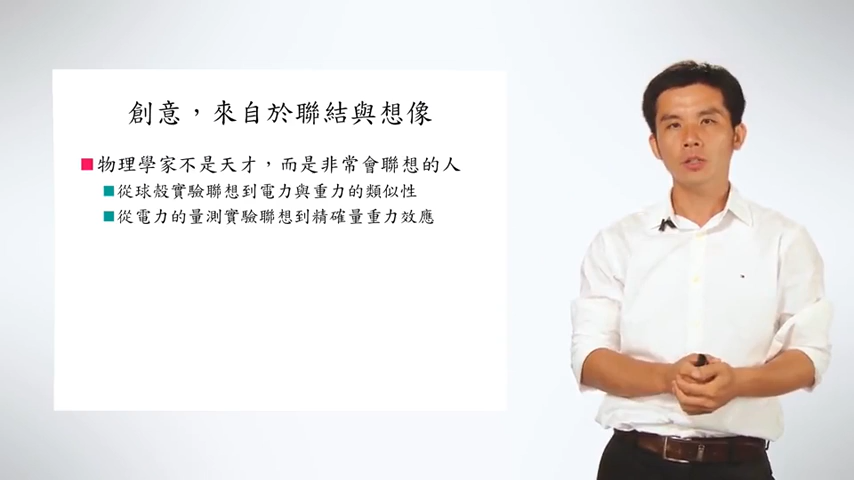 創意，來自於聯結與想像
物理學家不是天才，而是非常會聯想的人
從球殼實驗聯想到電力與重力的類似性
從電力的量測實驗聯想到精確量重力效應